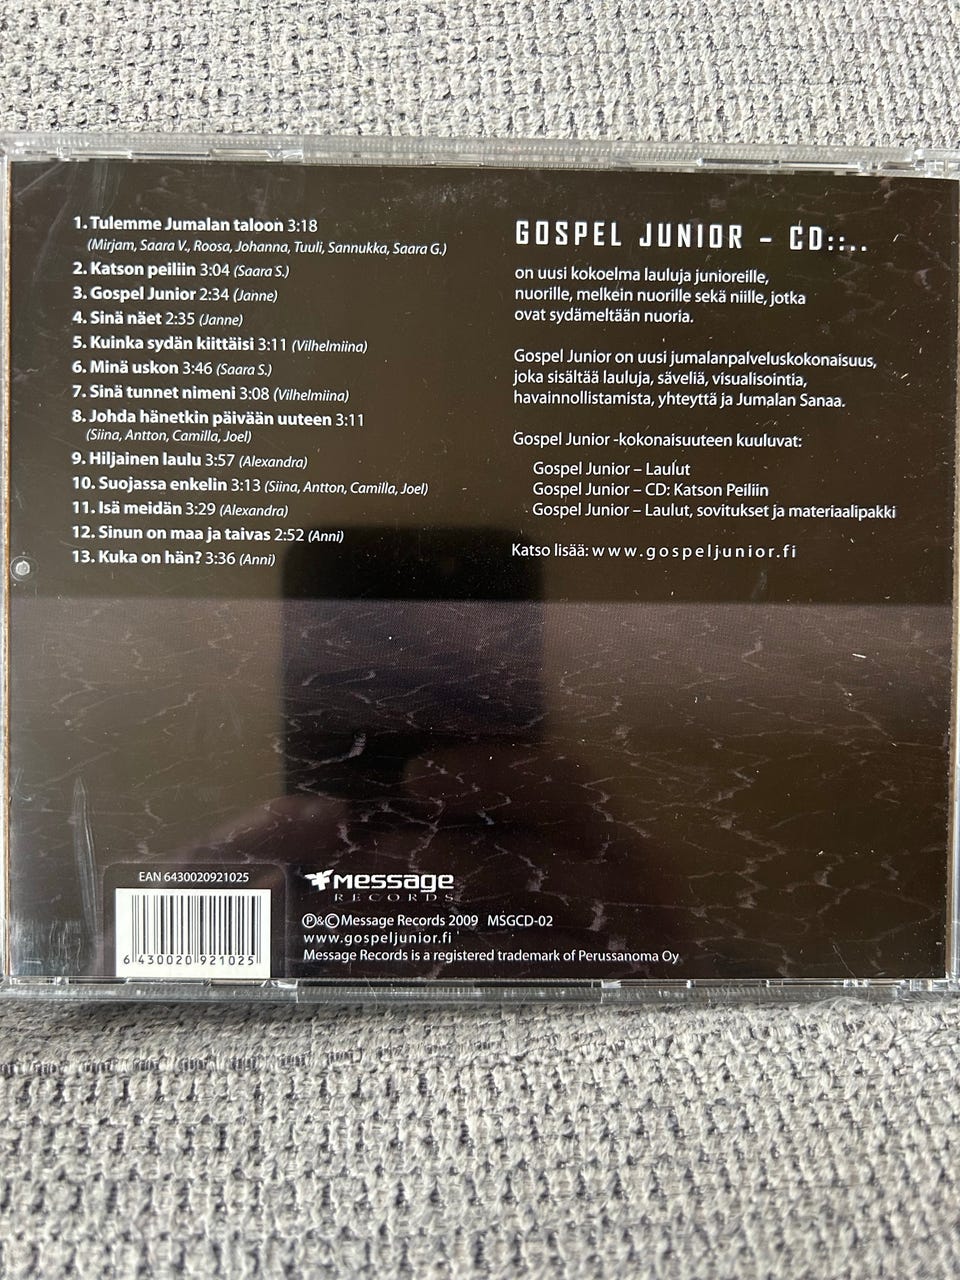 1. Tulemme Jumalan taloon 3:18
(Mirjam, Saara V., Roosa, Johanna, Tuuli, Sannukka, Saara G.)
2. Katson peiliin 3:04 (Saara S.)
3. Gospel Junior 2:34 (Janne)
4. Sinä näet 2:35 (Janne)
5. Kuinka sydän kiittäisi 3:11 (Vilhelmiina)
6. Minä uskon 3:46 (Saara S.)
7. Sinä tunnet nimeni 3:08 (Vilhelmiina)
8. Johda hänetkin päivään uuteen 3:11
(Siina, Antton, Camilla, Joel)
9. Hiljainen laulu 3:57 (Alexandra)
10. Suojassa enkelin 3:13 (Siina, Antton, Camilla, Joel)
11. Isä meidän 3:29 (Alexandra)
12. Sinun on maa ja taivas 2:52 (Anni)
13. Kuka on hän? 3:36 (Anni)
GOSPEL JUNIOR – CD::..
on uusi kokoelma lauluja junioreille,
nuorille, melkein nuorille sekä niille, jotka
ovat sydämeltään nuoria.
Gospel Junior on uusi jumalanpalveluskokonaisuus,
joka sisältää lauluja, säveliä, visualisointia,
havainnollistamista, yhteyttä ja Jumalan Sanaa.
Gospel Junior -kokonaisuuteen kuuluvat:
Gospel Junior – Laulut
Gospel Junior – CD: Katson Peiliin
Gospel Junior – Laulut, sovitukset ja materiaalipakki
Katso lisää: www.gospeljunior.fi
EAN 6430020921025
6 430020 921025
message
RECORDS
Ⓟ&©Message Records 2009 MSGCD-02
www.gospeljunior.fi
Message Records is a registered trademark of Perussanoma Oy